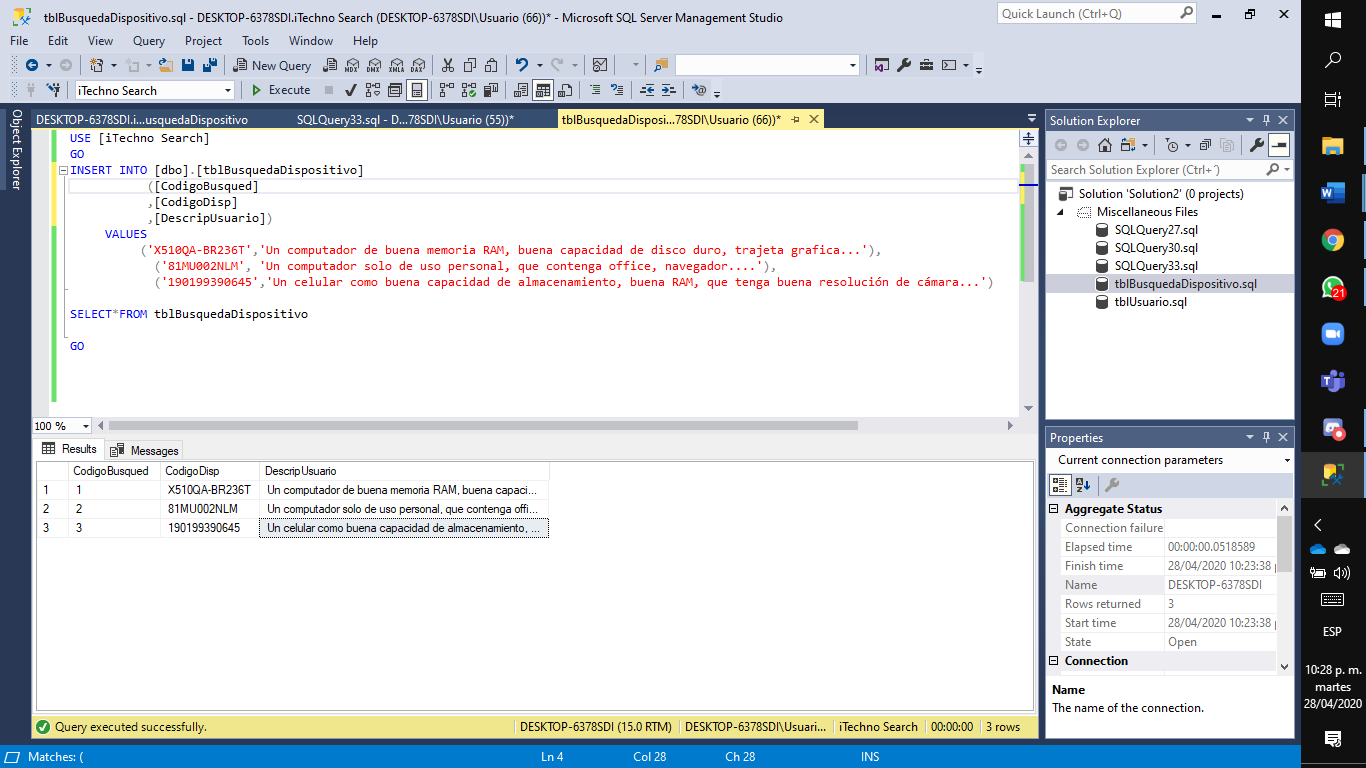 tblBusquedaDispositivo.sql - DESKTOP-6378SDI.iTechno Search (DESKTOP-6378SDI\Usuario (66))* - Microsoft SQL Server Management Studio
Quick Launch (Ctrl+Q)
File Edit View Query Project Tools Window Help
New Query
MDX DMX XMLA DAX
iTechno Search
Execute
Object Explorer
DESKTOP-6378SDI.i...usquedaDispositivo
SQLQuery33.sql - D...78SDI\Usuario (55))*
tblBusquedaDisposi...78SDI\Usuario (66))*
USE [iTechno Search]
GO
INSERT INTO [dbo].[tblBusquedaDispositivo]
([CodigoBusqued]
,[CodigoDisp]
,[DescripUsuario])
VALUES
('X510QA-BR236T','Un computador de buena memoria RAM, buena capacidad de disco duro, trajeta grafica...'),
('81MU002NLM', 'Un computador solo de uso personal, que contenga office, navegador....'),
('190199390645','Un celular como buena capacidad de almacenamiento, buena RAM, que tenga buena resolución de cámara...')
SELECT*FROM tblBusquedaDispositivo
GO
100 %
Results Messages
CodigoBusqued CodigoDisp DescripUsuario
1 1 X510QA-BR236T Un computador de buena memoria RAM, buena capaci...
2 2 81MU002NLM Un computador solo de uso personal, que contenga offi...
3 3 190199390645 Un celular como buena capacidad de almacenamiento, ...
Query executed successfully.
DESKTOP-6378SDI (15.0 RTM) DESKTOP-6378SDI\Usuari... iTechno Search 00:00:00 3 rows
Matches: (
Ln 4 Col 28 Ch 28 INS
Solution Explorer
Search Solution Explorer (Ctrl+´)
Solution 'Solution2' (0 projects)
Miscellaneous Files
SQLQuery27.sql
SQLQuery30.sql
SQLQuery33.sql
tblBusquedaDispositivo.sql
tblUsuario.sql
Properties
Current connection parameters
Aggregate Status
Connection failure
Elapsed time 00:00:00.0518589
Finish time 28/04/2020 10:23:38
Name DESKTOP-6378SDI
Rows returned 3
Start time 28/04/2020 10:23:38
State Open
Connection
Name
The name of the connection.
21
ESP
10:28 p. m.
martes
28/04/2020